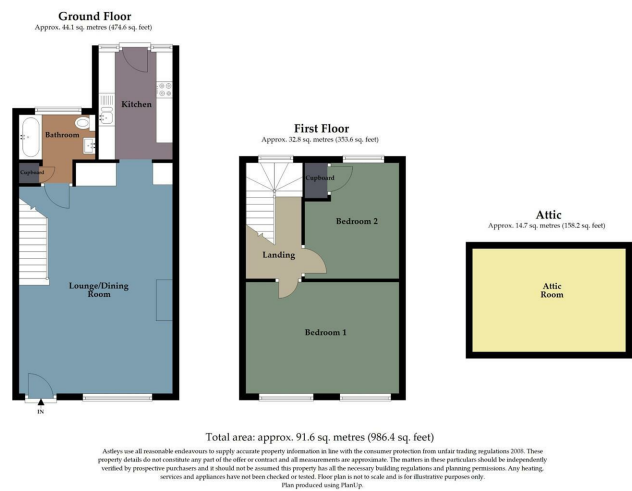 Ground Floor
Approx. 44.1 sq. metres (474.6 sq. feet)
Kitchen
Bathroom
Cupboard
Lounge/Dining
Room
IN
First Floor
Approx. 32.8 sq. metres (353.6 sq. feet)
Cupboard
Bedroom 2
Landing
Bedroom 1
Attic
Approx. 14.7 sq. metres (158.2 sq. feet)
Attic
Room
Total area: approx. 91.6 sq. metres (986.4 sq. feet)
Astleys use all reasonable endeavours to supply accurate property information in line with the consumer protection from unfair trading regulations 2008. These
property details do not constitute any part of the offer or contract and all measurements are approximate. The matters in these particulars should be independently
verified by prospective purchasers and it should not be assumed this property has all the necessary building regulations and planning permissions. Any heating,
services and appliances have not been checked or tested. Floor plan is not to scale and is for illustrative purposes only.
Plan produced using PlanUp.